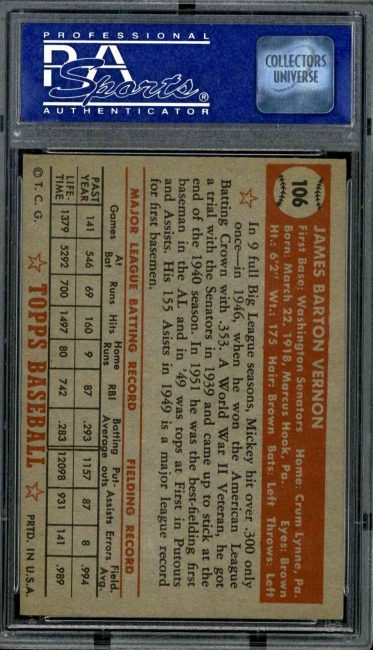 PROFESSIONAL
PSA
Sports®
AUTHENTICATOR
COLLECTORS
UNIVERSE
106
JAMES BARTON VERNON
First Base: Washington Senators Home: Crum Lynne, Pa.
Born: March 22, 1918, Marcus Hook, Pa. Eyes: Brown
Ht.: 6'2" Wt.: 175 Hair: Brown Bats: Left Throws: Left
In 9 full Big League seasons, Mickey hit over .300 only
once—in 1946, when he won the American League
Batting Crown with .353. A World War II Veteran, he got
a trial with the Senators in 1939 and came up to stick at the
end of the 1940 season. In 1951 he was the best-fielding first
baseman in the AL and in '49 was tops at First in Putouts
and Assists. His 155 Asists in 1949 is a major league record
for first basemen.
MAJOR LEAGUE BATTING RECORD FIELDING RECORD
Games At Bat Runs Hits Home Runs RBI Batting Average Put-outs Assists Errors Field. Avg.
PAST YEAR 141 546 69 160 9 87 .293 1157 87 8 .994
LIFE-TIME 1379 5292 700 1497 80 742 .283 12098 931 141 .989
© T. C. G. TOPPS BASEBALL PRTD. IN U.S.A.